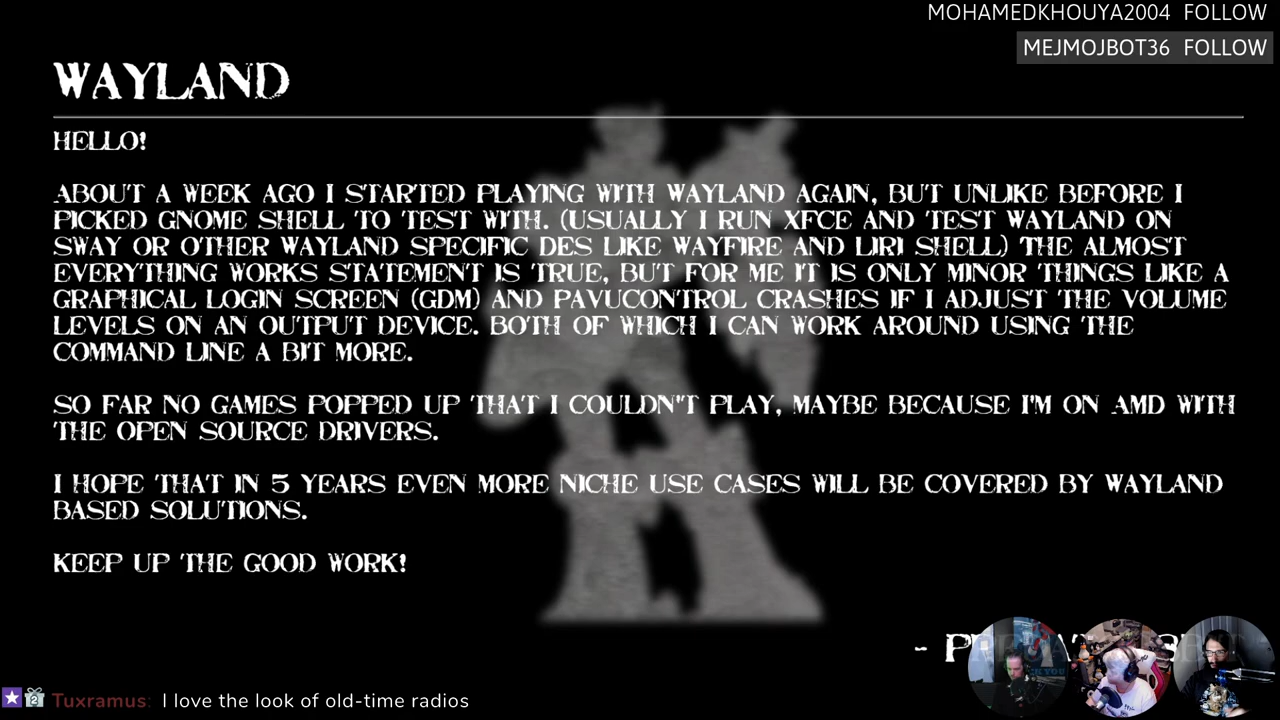 MOHAMEDKHOUYA2004 FOLLOW
MEJMOJBOT36 FOLLOW
WAYLAND
HELLO!
ABOUT A WEEK AGO I STARTED PLAYING WITH WAYLAND AGAIN, BUT UNLIKE BEFORE I
PICKED GNOME SHELL TO TEST WITH. (USUALLY I RUN XFCE AND TEST WAYLAND ON
SWAY OR OTHER WAYLAND SPECIFIC DES LIKE WAYFIRE AND LIRI SHELL) THE ALMOST
EVERYTHING WORKS STATEMENT IS TRUE, BUT FOR ME IT IS ONLY MINOR THINGS LIKE A
GRAPHICAL LOGIN SCREEN (GDM) AND PAVUCONTROL CRASHES IF I ADJUST THE VOLUME
LEVELS ON AN OUTPUT DEVICE. BOTH OF WHICH I CAN WORK AROUND USING THE
COMMAND LINE A BIT MORE.
SO FAR NO GAMES POPPED UP THAT I COULDN'T PLAY, MAYBE BECAUSE I'M ON AMD WITH
THE OPEN SOURCE DRIVERS.
I HOPE THAT IN 5 YEARS EVEN MORE NICHE USE CASES WILL BE COVERED BY WAYLAND
BASED SOLUTIONS.
KEEP UP THE GOOD WORK!
-
2 Tuxramus: I love the look of old-time radios